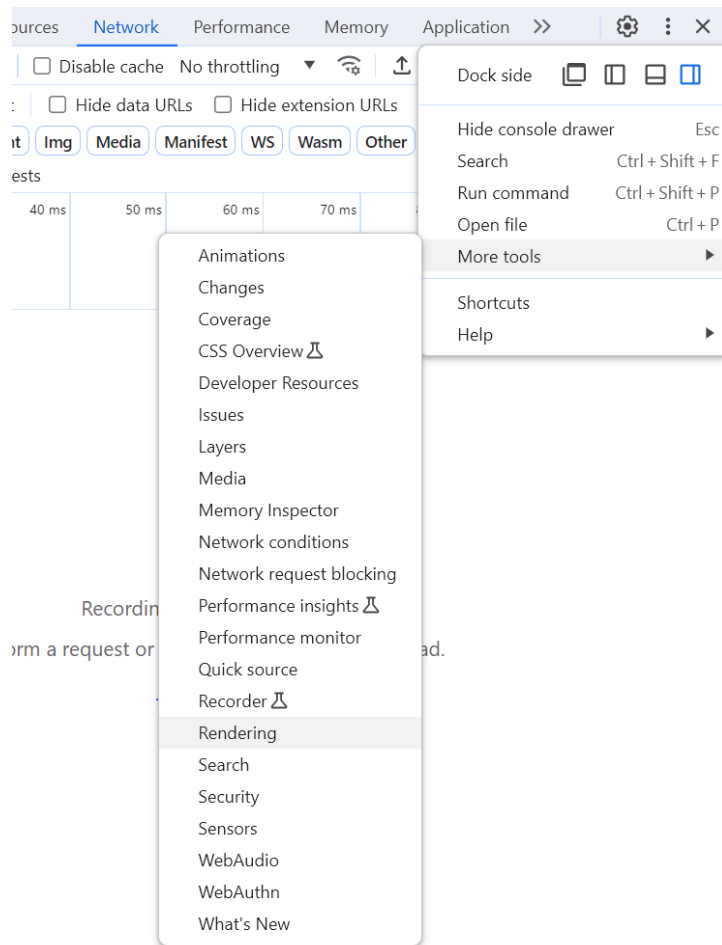 ources Network Performance Memory Application
Disable cache No throttling
Dock side
Hide data URLs Hide extension URLs
Hide console drawer Esc
nt Img Media Manifest WS Wasm Other
Search Ctrl + Shift + F
ests
Run command Ctrl + Shift + P
40 ms 50 ms 60 ms 70 ms
Open file Ctrl + P
More tools
Shortcuts
Help
Animations
Changes
Coverage
CSS Overview
Developer Resources
Issues
Layers
Media
Memory Inspector
Network conditions
Network request blocking
Performance insights
Recordin
Performance monitor
orm a request or ad.
Quick source
Recorder
Rendering
Search
Security
Sensors
WebAudio
WebAuthn
What's New